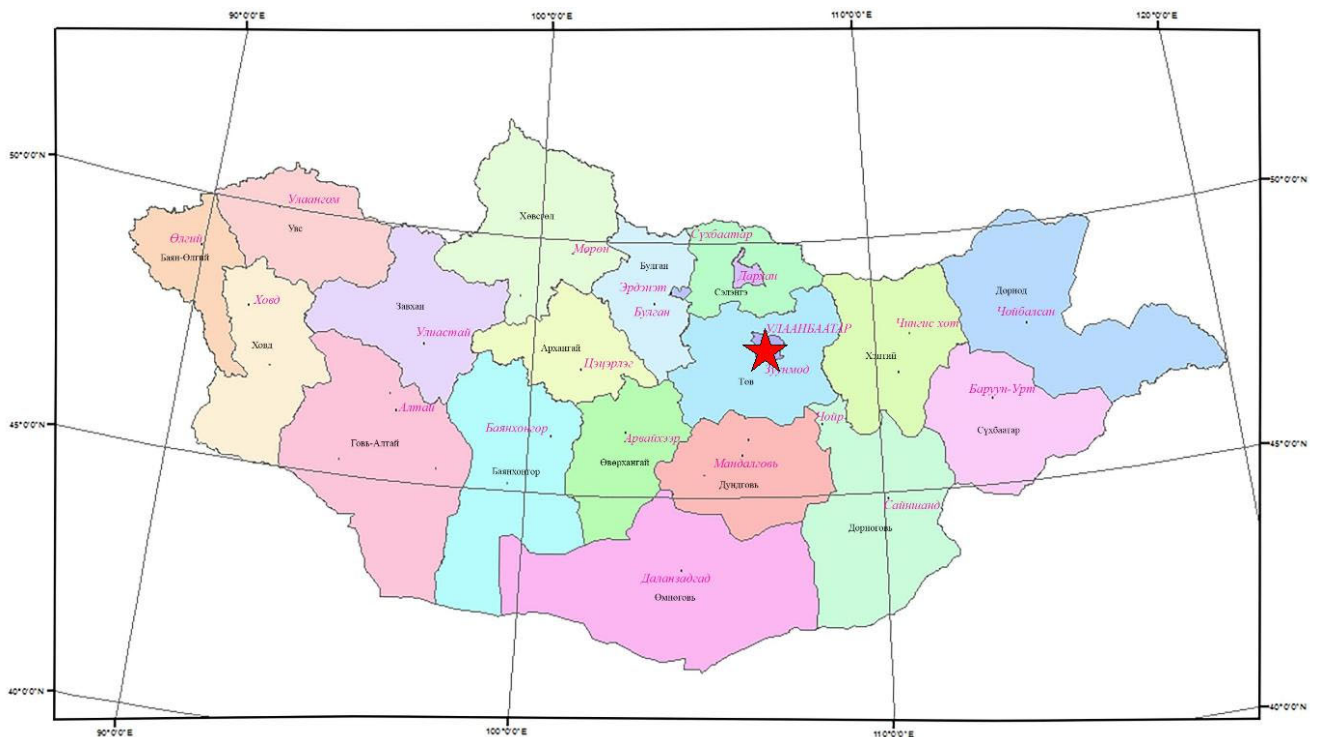 90°0'0"E
100°0'0"E
110°0'0"E
120°0'0"E
50°0'0"N
50°0'0"N
Улаангом
Увс
Өлгий
Баян-Өлгий
Ховд
Ховд
Завхан
Улиастай
Хөвсгөл
Мөрөн
Булган
Эрдэнэт
Булган
Сүхбаатар
Дархан
Сэлэнгэ
УЛААНБААТАР
Зуунмод
Төв
Чингис хот
Хэнтий
Дорнод
Чойбалсан
Архангай
Цэцэрлэг
Баруун-Урт
Сүхбаатар
Алтай
Говь-Алтай
Баянхонгор
Баянхонгор
Арвайхээр
Өвөрхангай
Мандалговь
Дундговь
Чойр
Сайншанд
Дорноговь
Даланзадгад
Өмнөговь
45°0'0"N
45°0'0"N
40°0'0"N
40°0'0"N
90°0'0"E
100°0'0"E
110°0'0"E